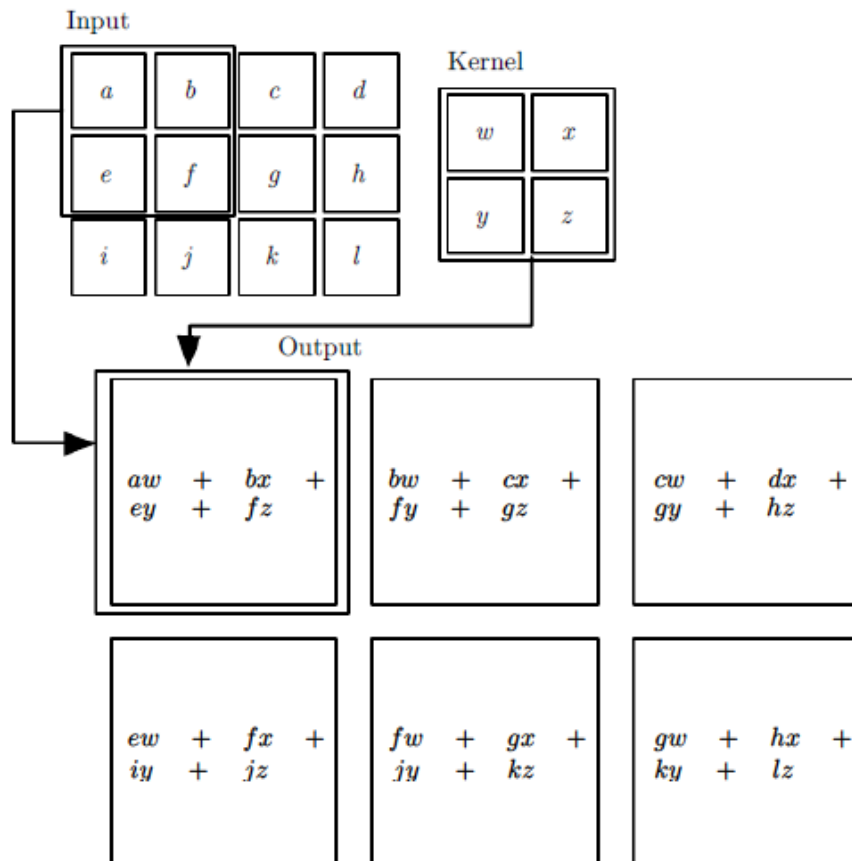 Input
Kernel
a b c d
e f g h
i j k l
w x
y z
Output
aw + bx +
ey + fz
bw + cx +
fy + gz
cw + dx +
gy + hz
ew + fx +
iy + jz
fw + gx +
jy + kz
gw + hx +
ky + lz